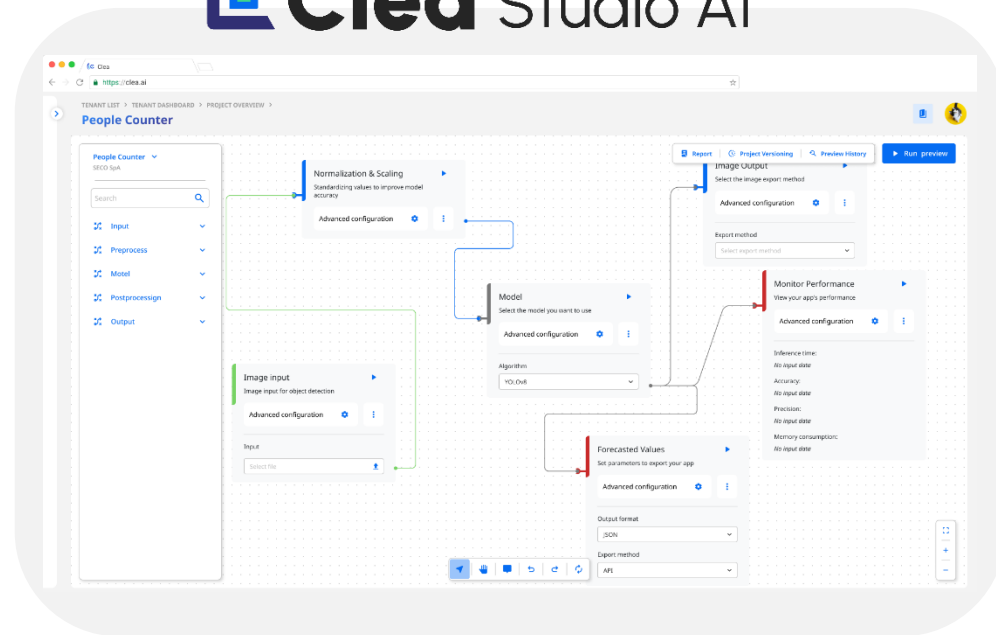 Clea Studio AI
Clea
https://clea.ai
TENANT LIST > TENANT DASHBOARD > PROJECT OVERVIEW >
People Counter
People Counter
SECO SpA
Search
Input
Preprocess
Motel
Postprocessign
Output
Normalization & Scaling
Standardizing values to improve model
accuracy
Advanced configuration
Image input
Image input for object detection
Advanced configuration
Input
Select file
Model
Select the model you want to use
Advanced configuration
Algorithm
YOLOv8
Report
Project Versioning
Preview History
Run preview
Image Output
Select the image export method
Advanced configuration
Export method
Select export method
Monitor Performance
View your app's performance
Advanced configuration
Inference time:
No input data
Accuracy:
No input data
Precision:
No input data
Memory consumption:
No input data
Forecasted Values
Set parameters to export your app
Advanced configuration
Output format
JSON
Export method
API